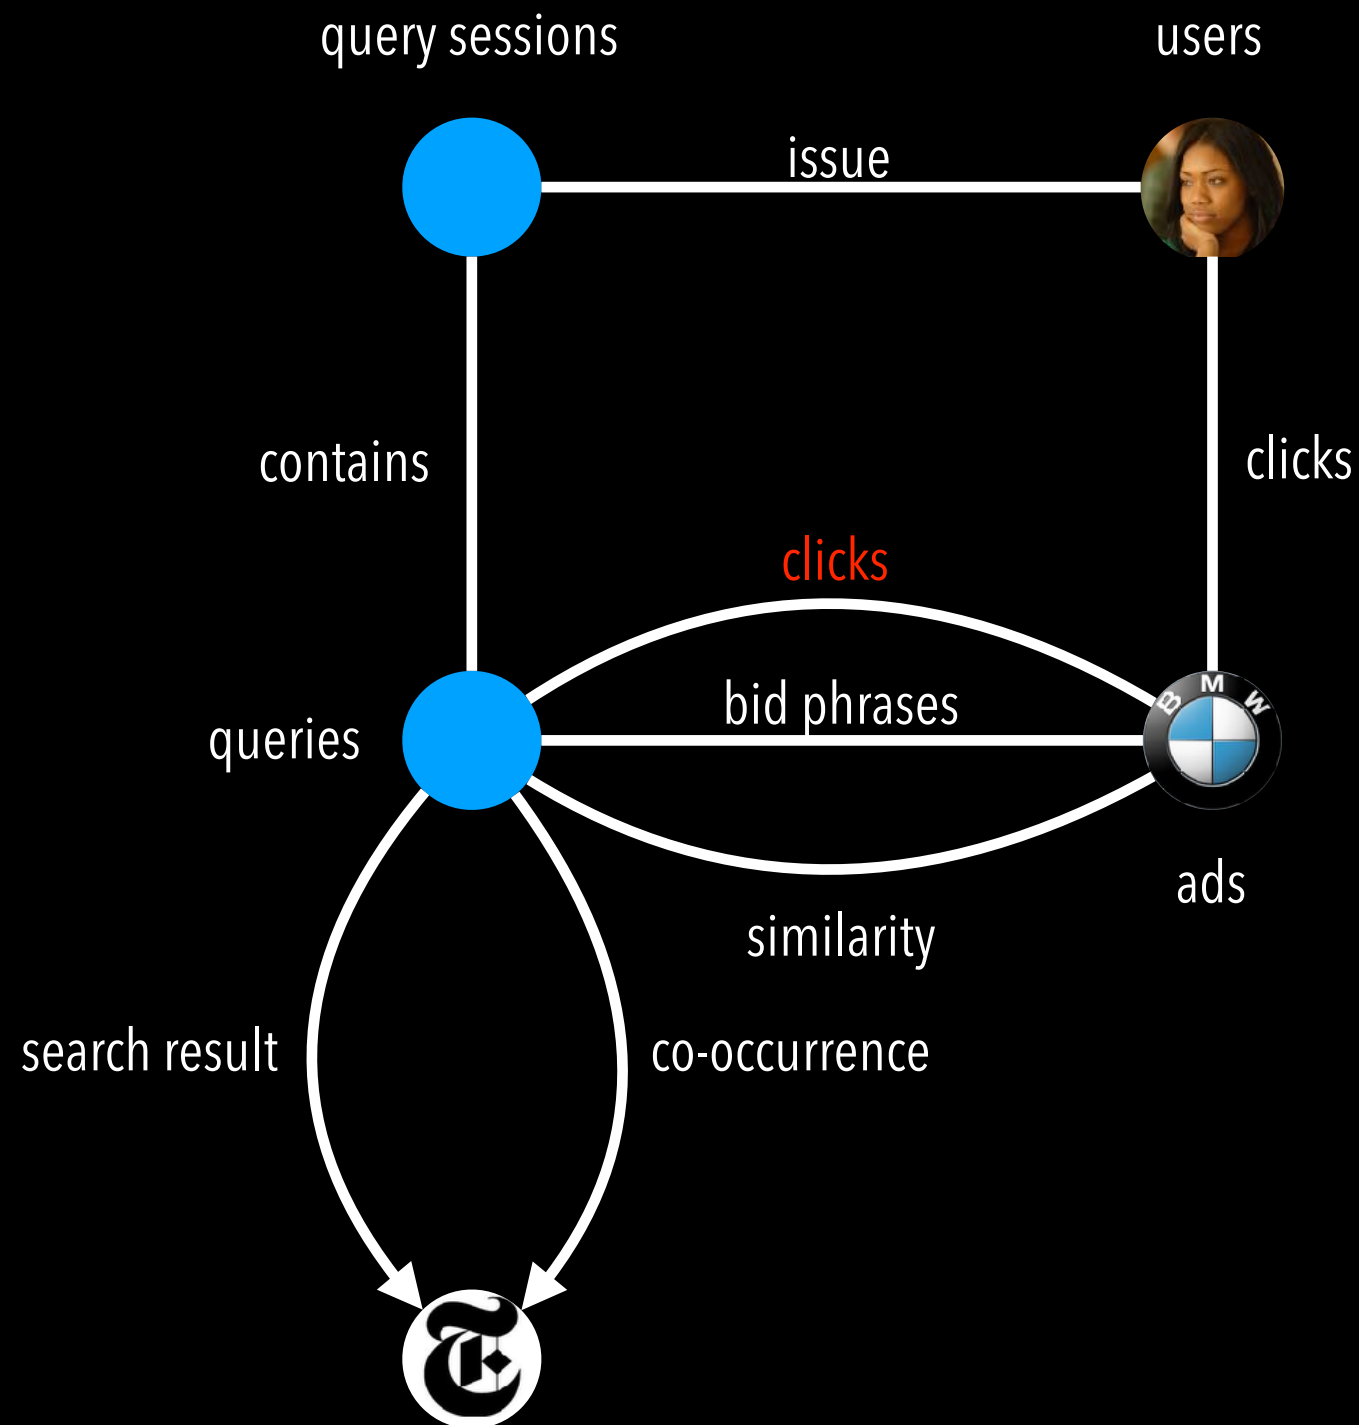 query sessions
users
issue
contains
clicks
clicks
bid phrases
queries
BMW
ads
similarity
search result
co-occurrence
T